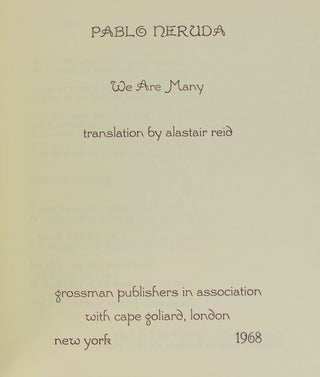 PABLO NERUDA
We Are Many
translation by alastair reid
grossman publishers in association
with cape goliard, london
new york 1968